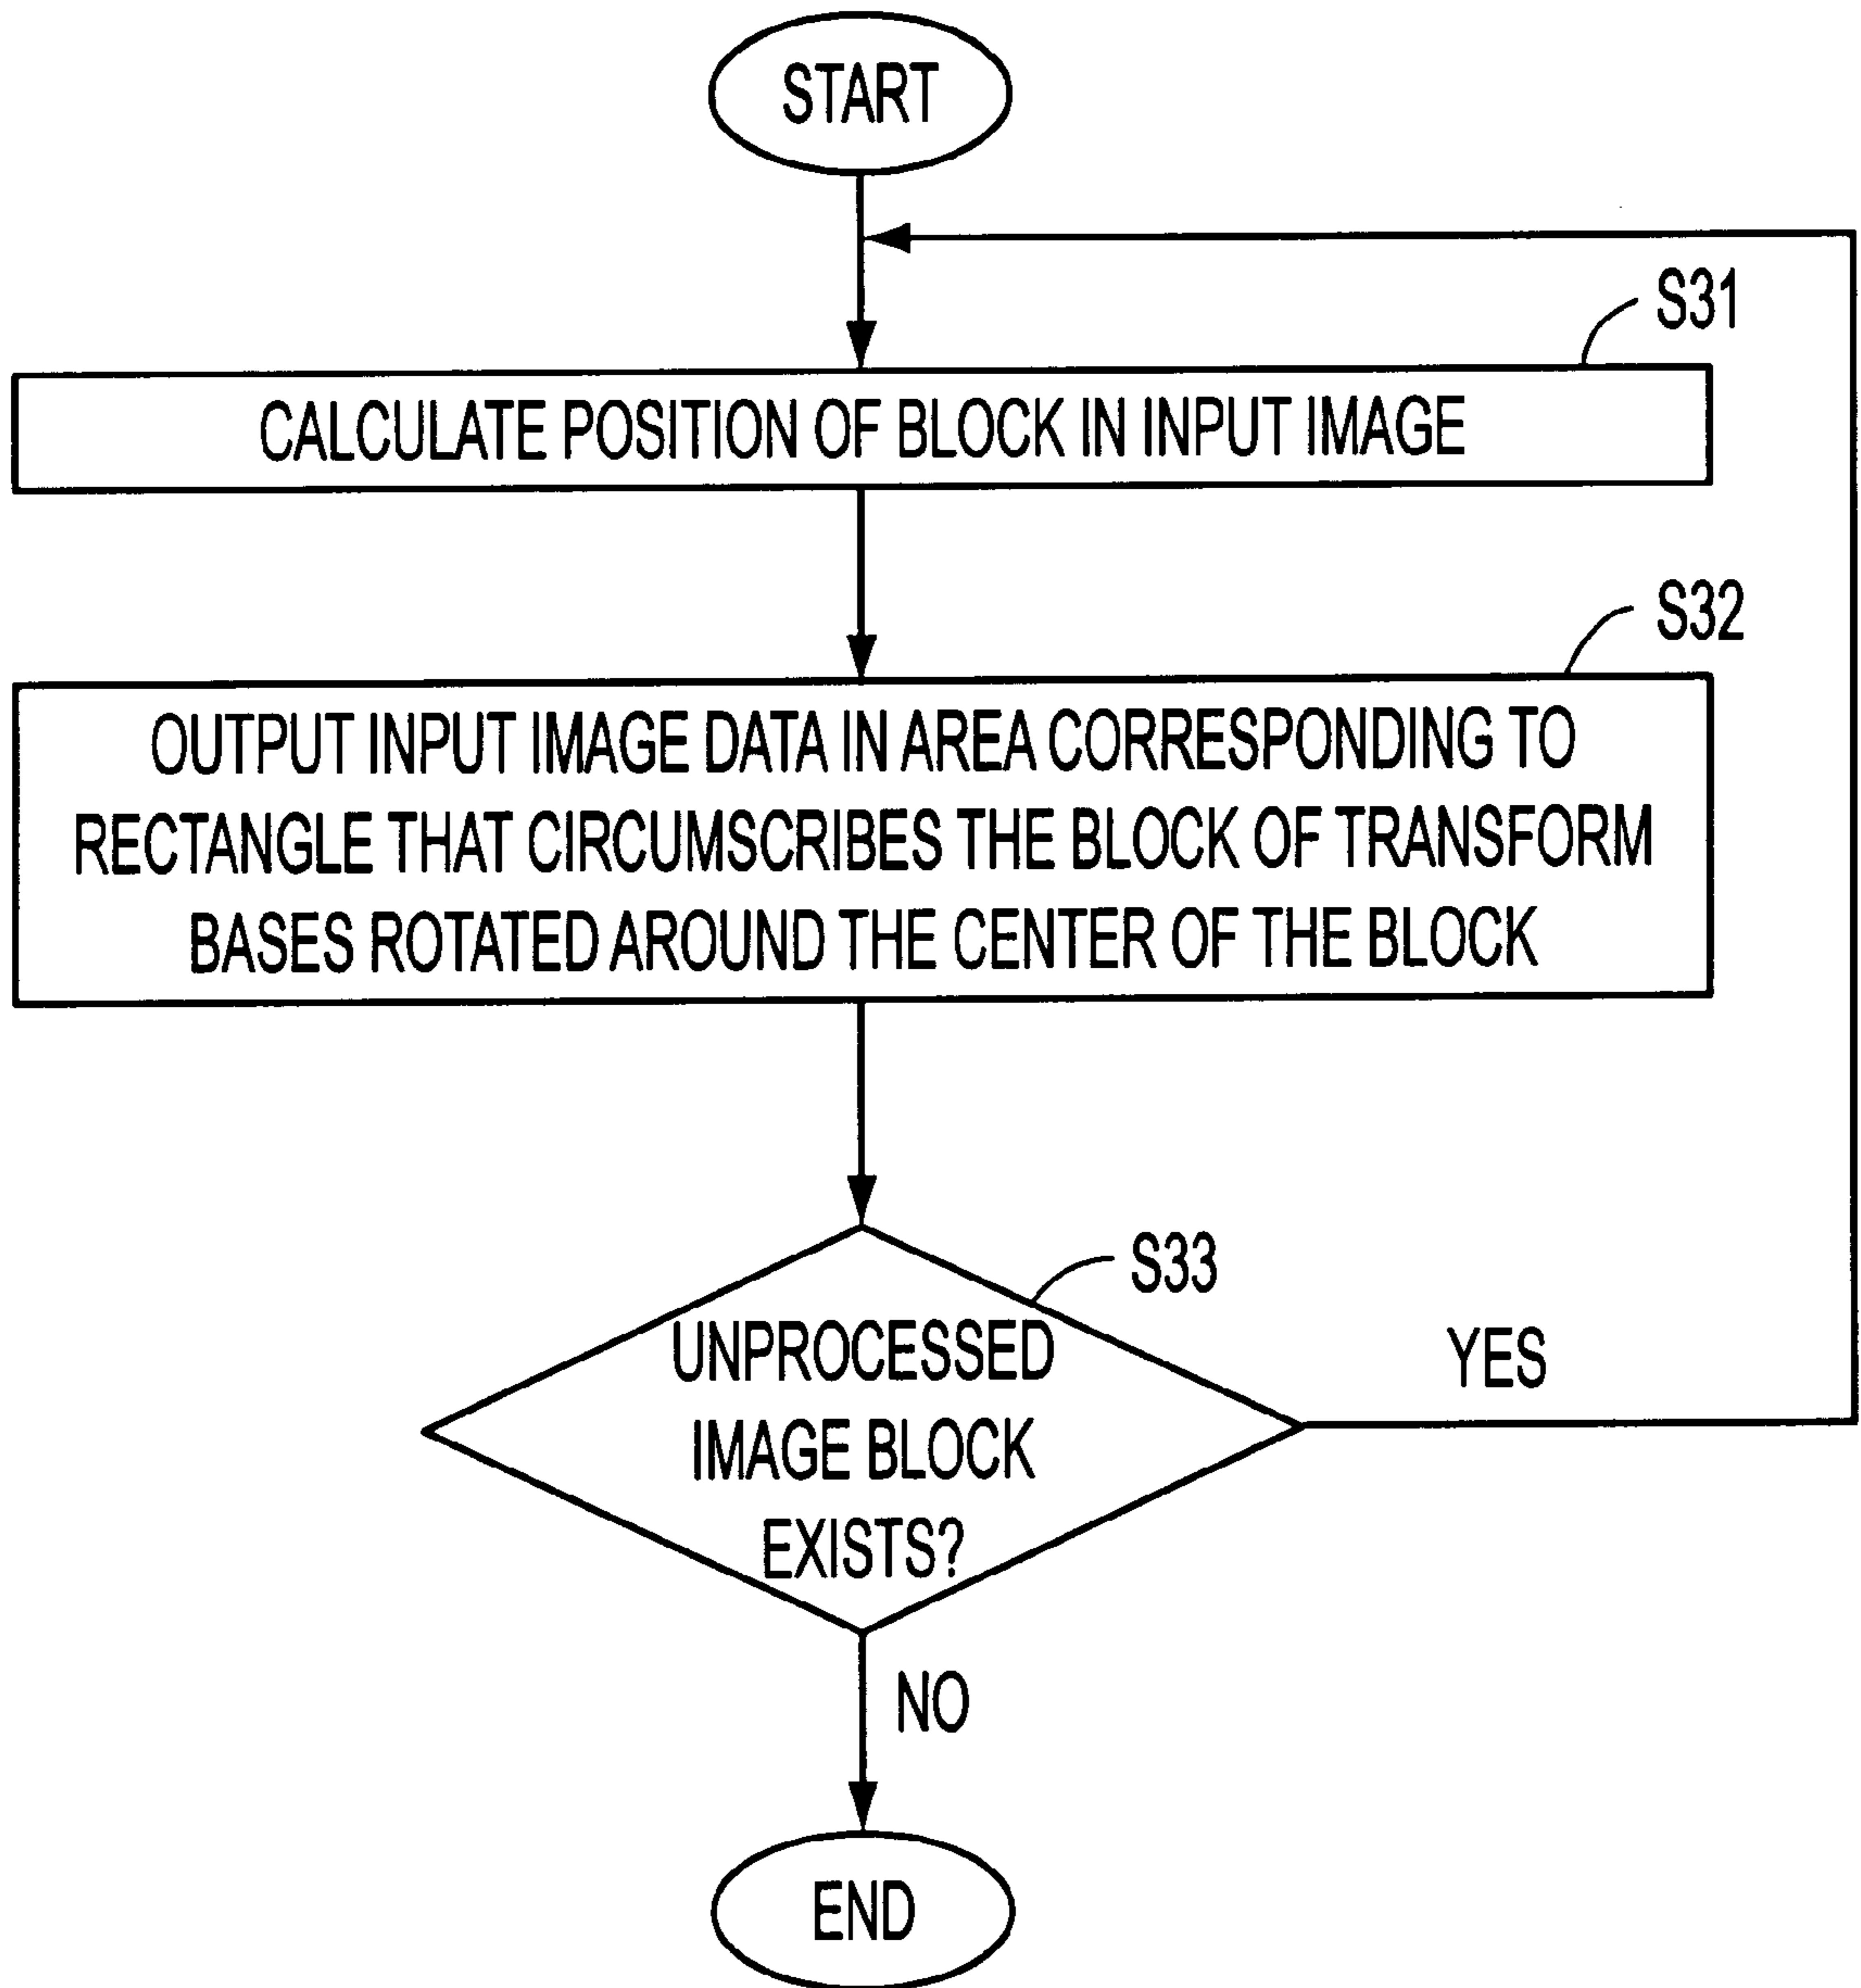 START
S31
CALCULATE POSITION OF BLOCK IN INPUT IMAGE
S32
OUTPUT INPUT IMAGE DATA IN AREA CORRESPONDING TO
RECTANGLE THAT CIRCUMSCRIBES THE BLOCK OF TRANSFORM
BASES ROTATED AROUND THE CENTER OF THE BLOCK
S33
UNPROCESSED
IMAGE BLOCK
EXISTS?
YES
NO
END